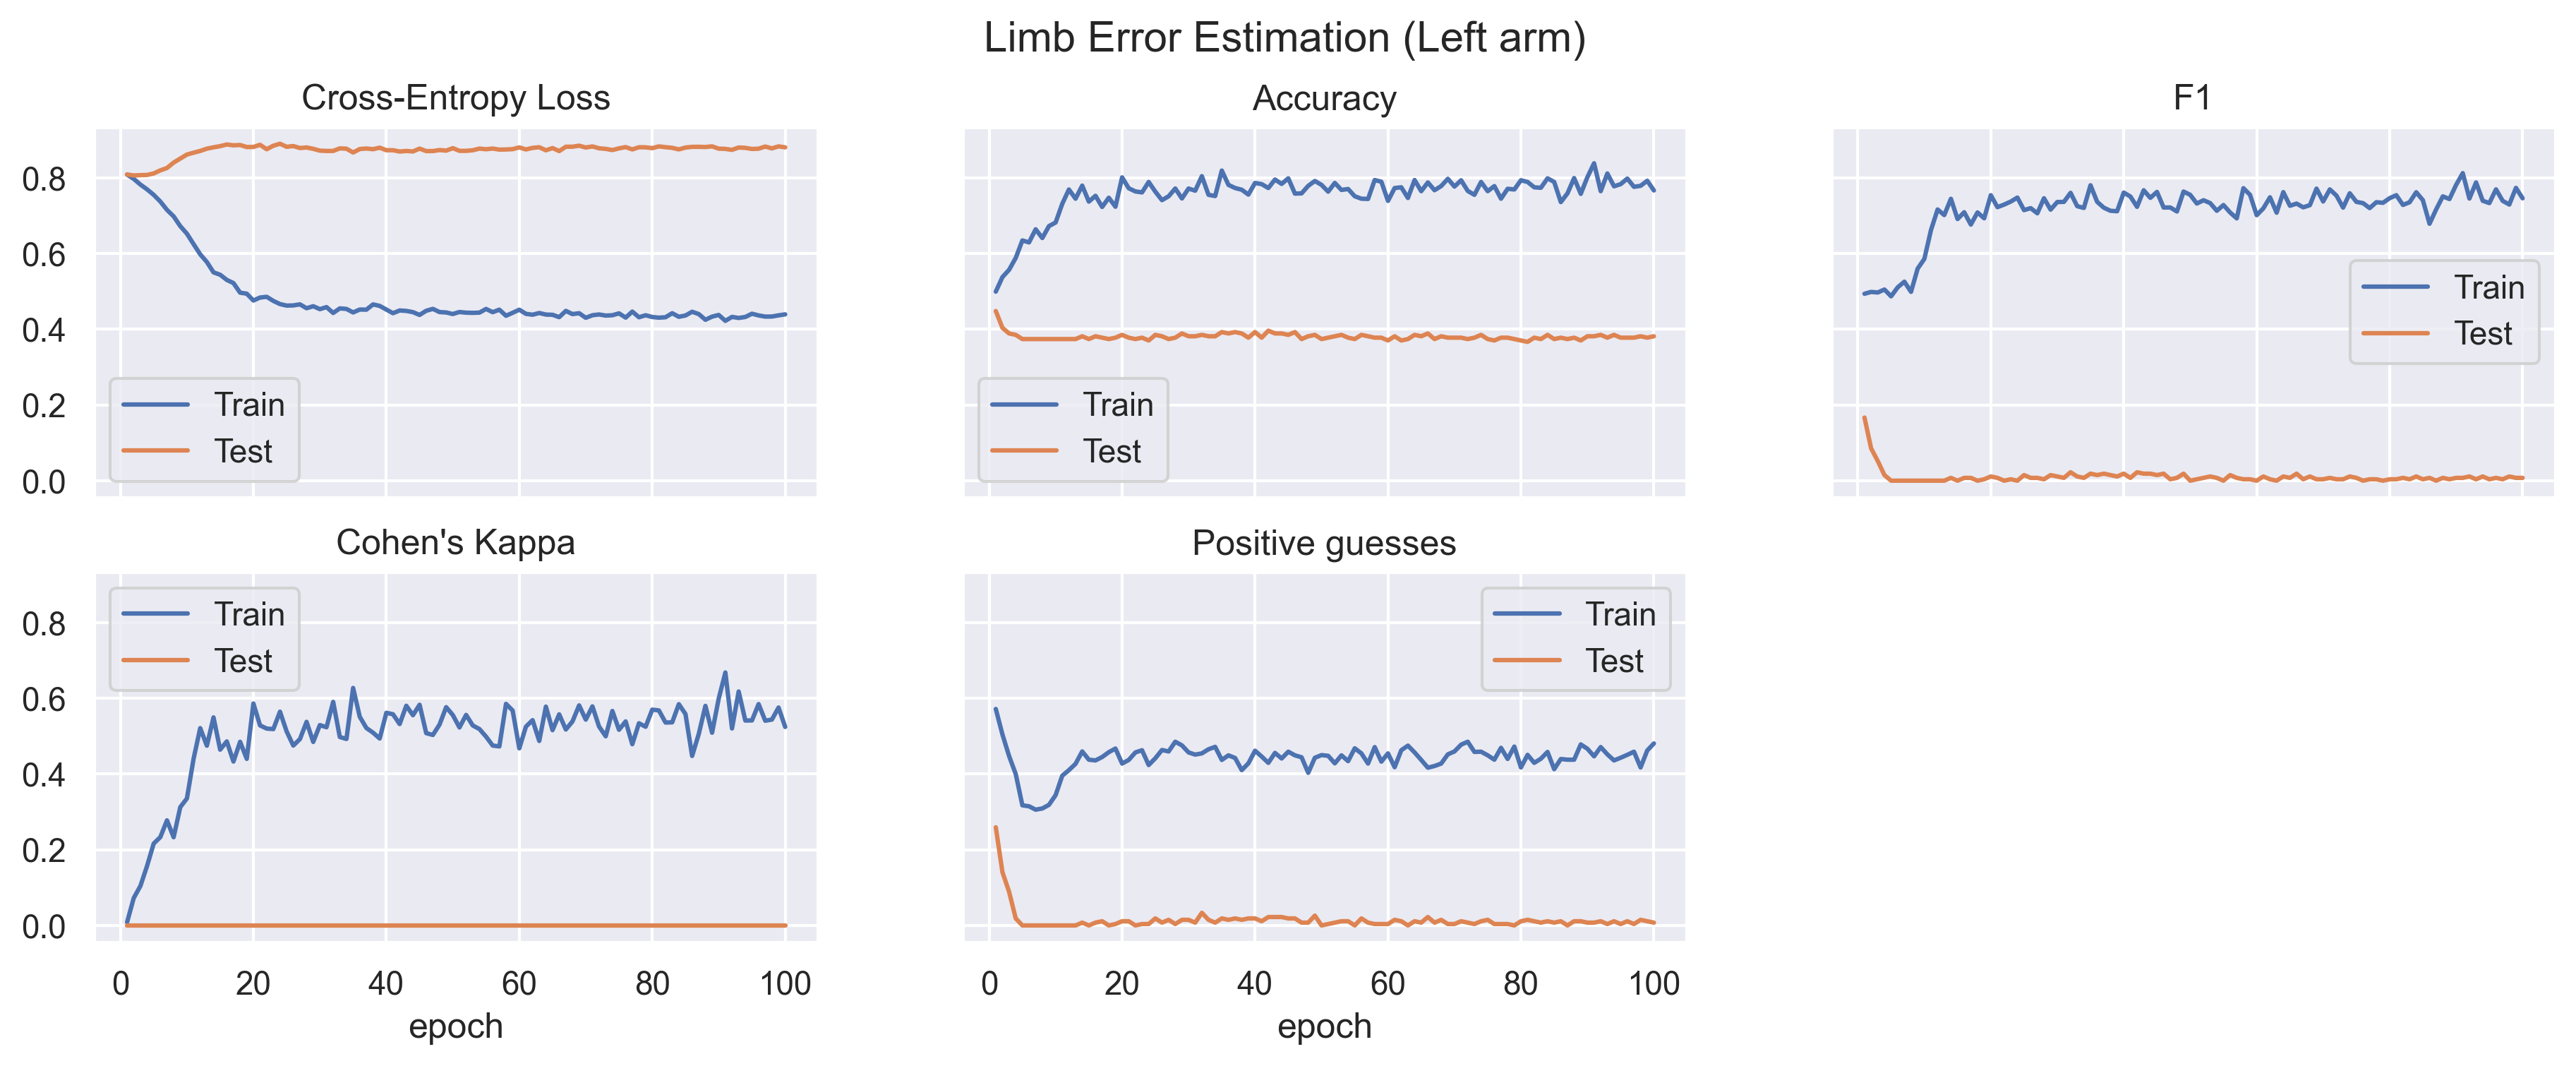 Limb Error Estimation (Left arm)
Cross-Entropy Loss
0.8
0.6
0.4
0.2
0.0
Train
Test
Accuracy
Train
Test
F1
Train
Test
Cohen's Kappa
0.8
0.6
0.4
0.2
0.0
Train
Test
0 20 40 60 80 100
epoch
Positive guesses
Train
Test
0 20 40 60 80 100
epoch